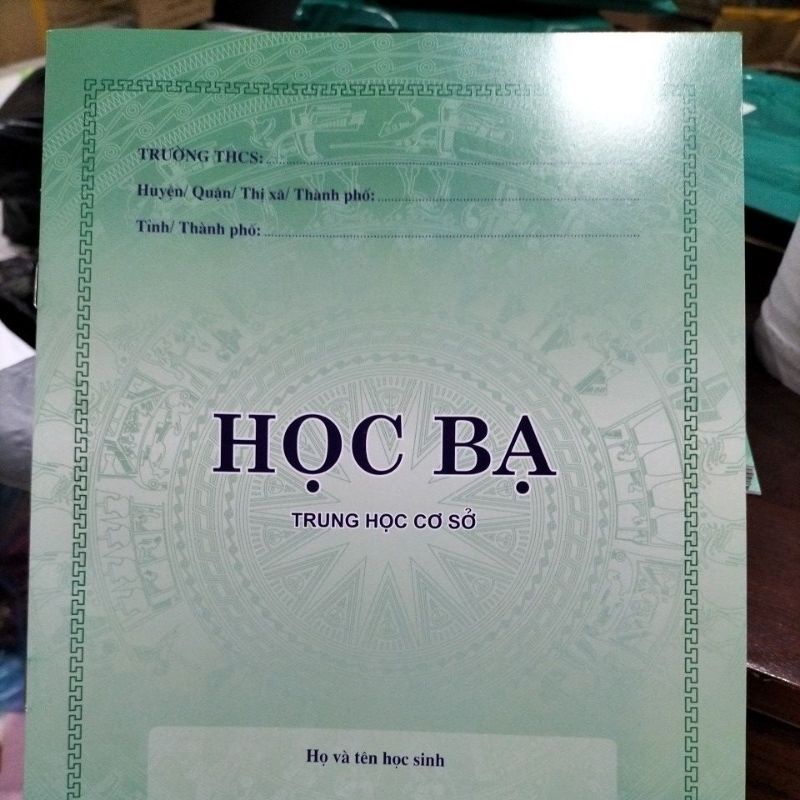 TRƯỜNG THCS:
Huyện/ Quận/ Thị xã/ Thành phố:
Tỉnh/ Thành phố:
HỌC BẠ
TRUNG HỌC CƠ SỞ
Họ và tên học sinh